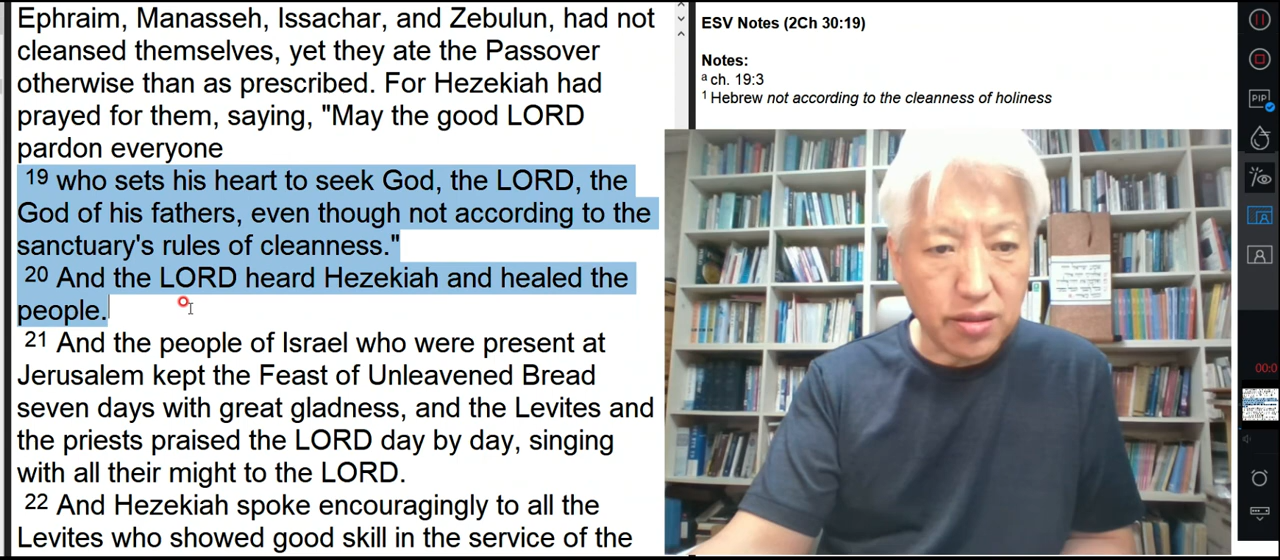 Ephraim, Manasseh, Issachar, and Zebulun, had not
cleansed themselves, yet they ate the Passover
otherwise than as prescribed. For Hezekiah had
prayed for them, saying, "May the good LORD
pardon everyone
19 who sets his heart to seek God, the LORD, the
God of his fathers, even though not according to the
sanctuary's rules of cleanness."
20 And the LORD heard Hezekiah and healed the
people.
21 And the people of Israel who were present at
Jerusalem kept the Feast of Unleavened Bread
seven days with great gladness, and the Levites and
the priests praised the LORD day by day, singing
with all their might to the LORD.
22 And Hezekiah spoke encouragingly to all the
Levites who showed good skill in the service of the
ESV Notes (2Ch 30:19)
Notes:
a ch. 19:3
1 Hebrew not according to the cleanness of holiness
PIP
00:0